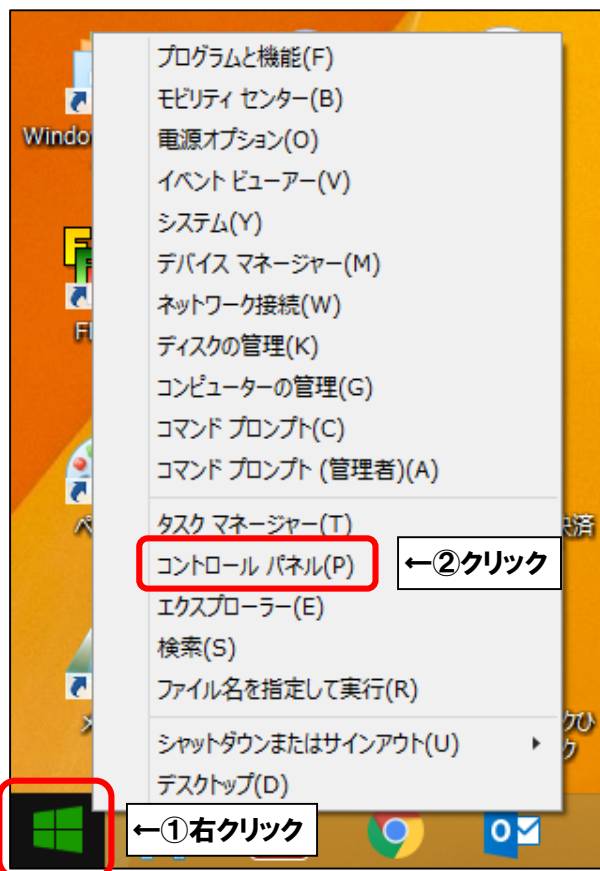 プログラムと機能(F)
モビリティ センター(B)
Windo
電源オプション(O)
イベント ビューアー(V)
システム(Y)
デバイス マネージャー(M)
ネットワーク接続(W)
ディスクの管理(K)
コンピューターの管理(G)
コマンド プロンプト(C)
コマンド プロンプト (管理者)(A)
タスク マネージャー(T)
コントロール パネル(P)
←②クリック
エクスプローラー(E)
検索(S)
ファイル名を指定して実行(R)
シャットダウンまたはサインアウト(U)
デスクトップ(D)
←①右クリック